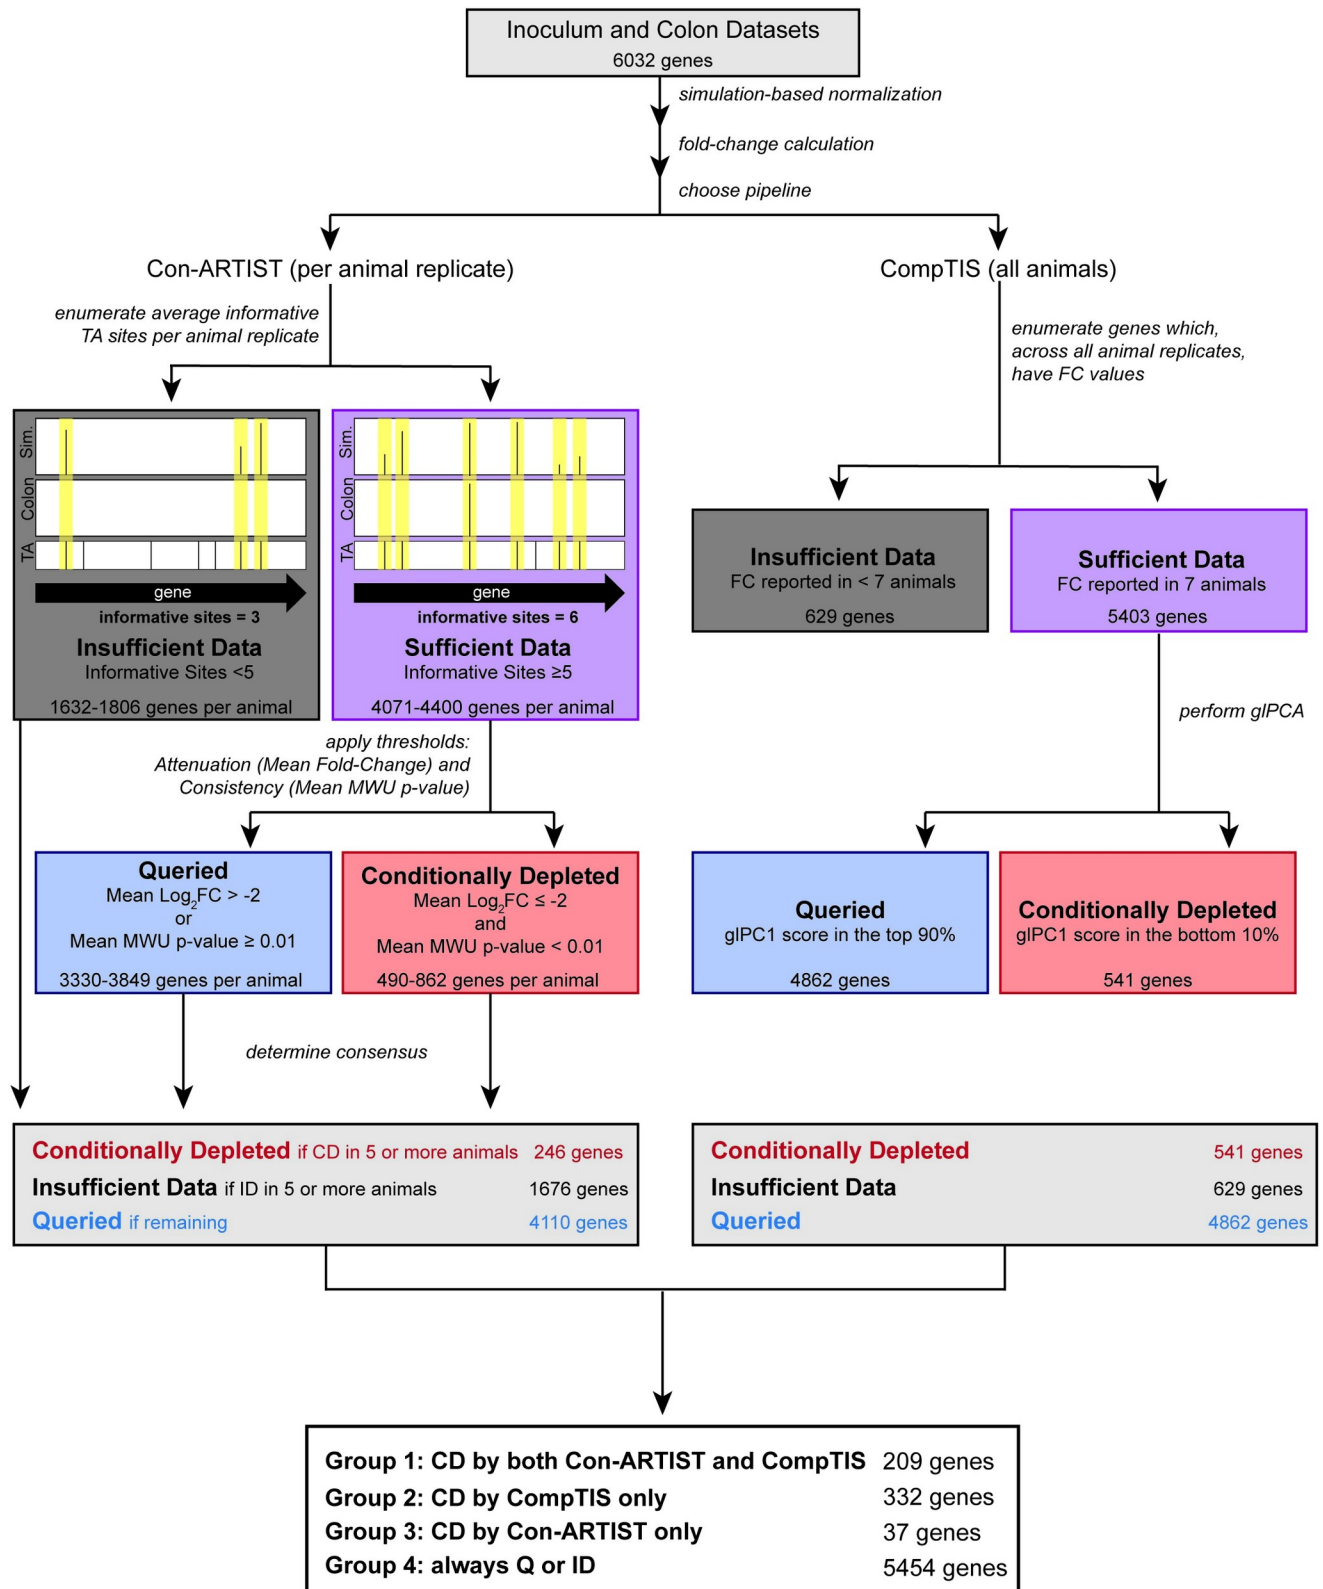 Inoculum and Colon Datasets
6032 genes
simulation-based normalization
fold-change calculation
choose pipeline
Con-ARTIST (per animal replicate)
CompTIS (all animals)
enumerate average informative
TA sites per animal replicate
enumerate genes which,
across all animal replicates,
have FC values
Sim.
Colon
TA
gene
informative sites = 3
Insufficient Data
Informative Sites <5
1632-1806 genes per animal
Sim.
Colon
TA
gene
informative sites = 6
Sufficient Data
Informative Sites ≥5
4071-4400 genes per animal
Insufficient Data
FC reported in < 7 animals
629 genes
Sufficient Data
FC reported in 7 animals
5403 genes
apply thresholds:
Attenuation (Mean Fold-Change) and
Consistency (Mean MWU p-value)
perform glPCA
Queried
Mean Log2FC > -2
or
Mean MWU p-value ≥ 0.01
3330-3849 genes per animal
Conditionally Depleted
Mean Log2FC ≤ -2
and
Mean MWU p-value < 0.01
490-862 genes per animal
Queried
glPC1 score in the top 90%
4862 genes
Conditionally Depleted
glPC1 score in the bottom 10%
541 genes
determine consensus
Conditionally Depleted if CD in 5 or more animals 246 genes
Insufficient Data if ID in 5 or more animals 1676 genes
Queried if remaining 4110 genes
Conditionally Depleted 541 genes
Insufficient Data 629 genes
Queried 4862 genes
Group 1: CD by both Con-ARTIST and CompTIS 209 genes
Group 2: CD by CompTIS only 332 genes
Group 3: CD by Con-ARTIST only 37 genes
Group 4: always Q or ID 5454 genes